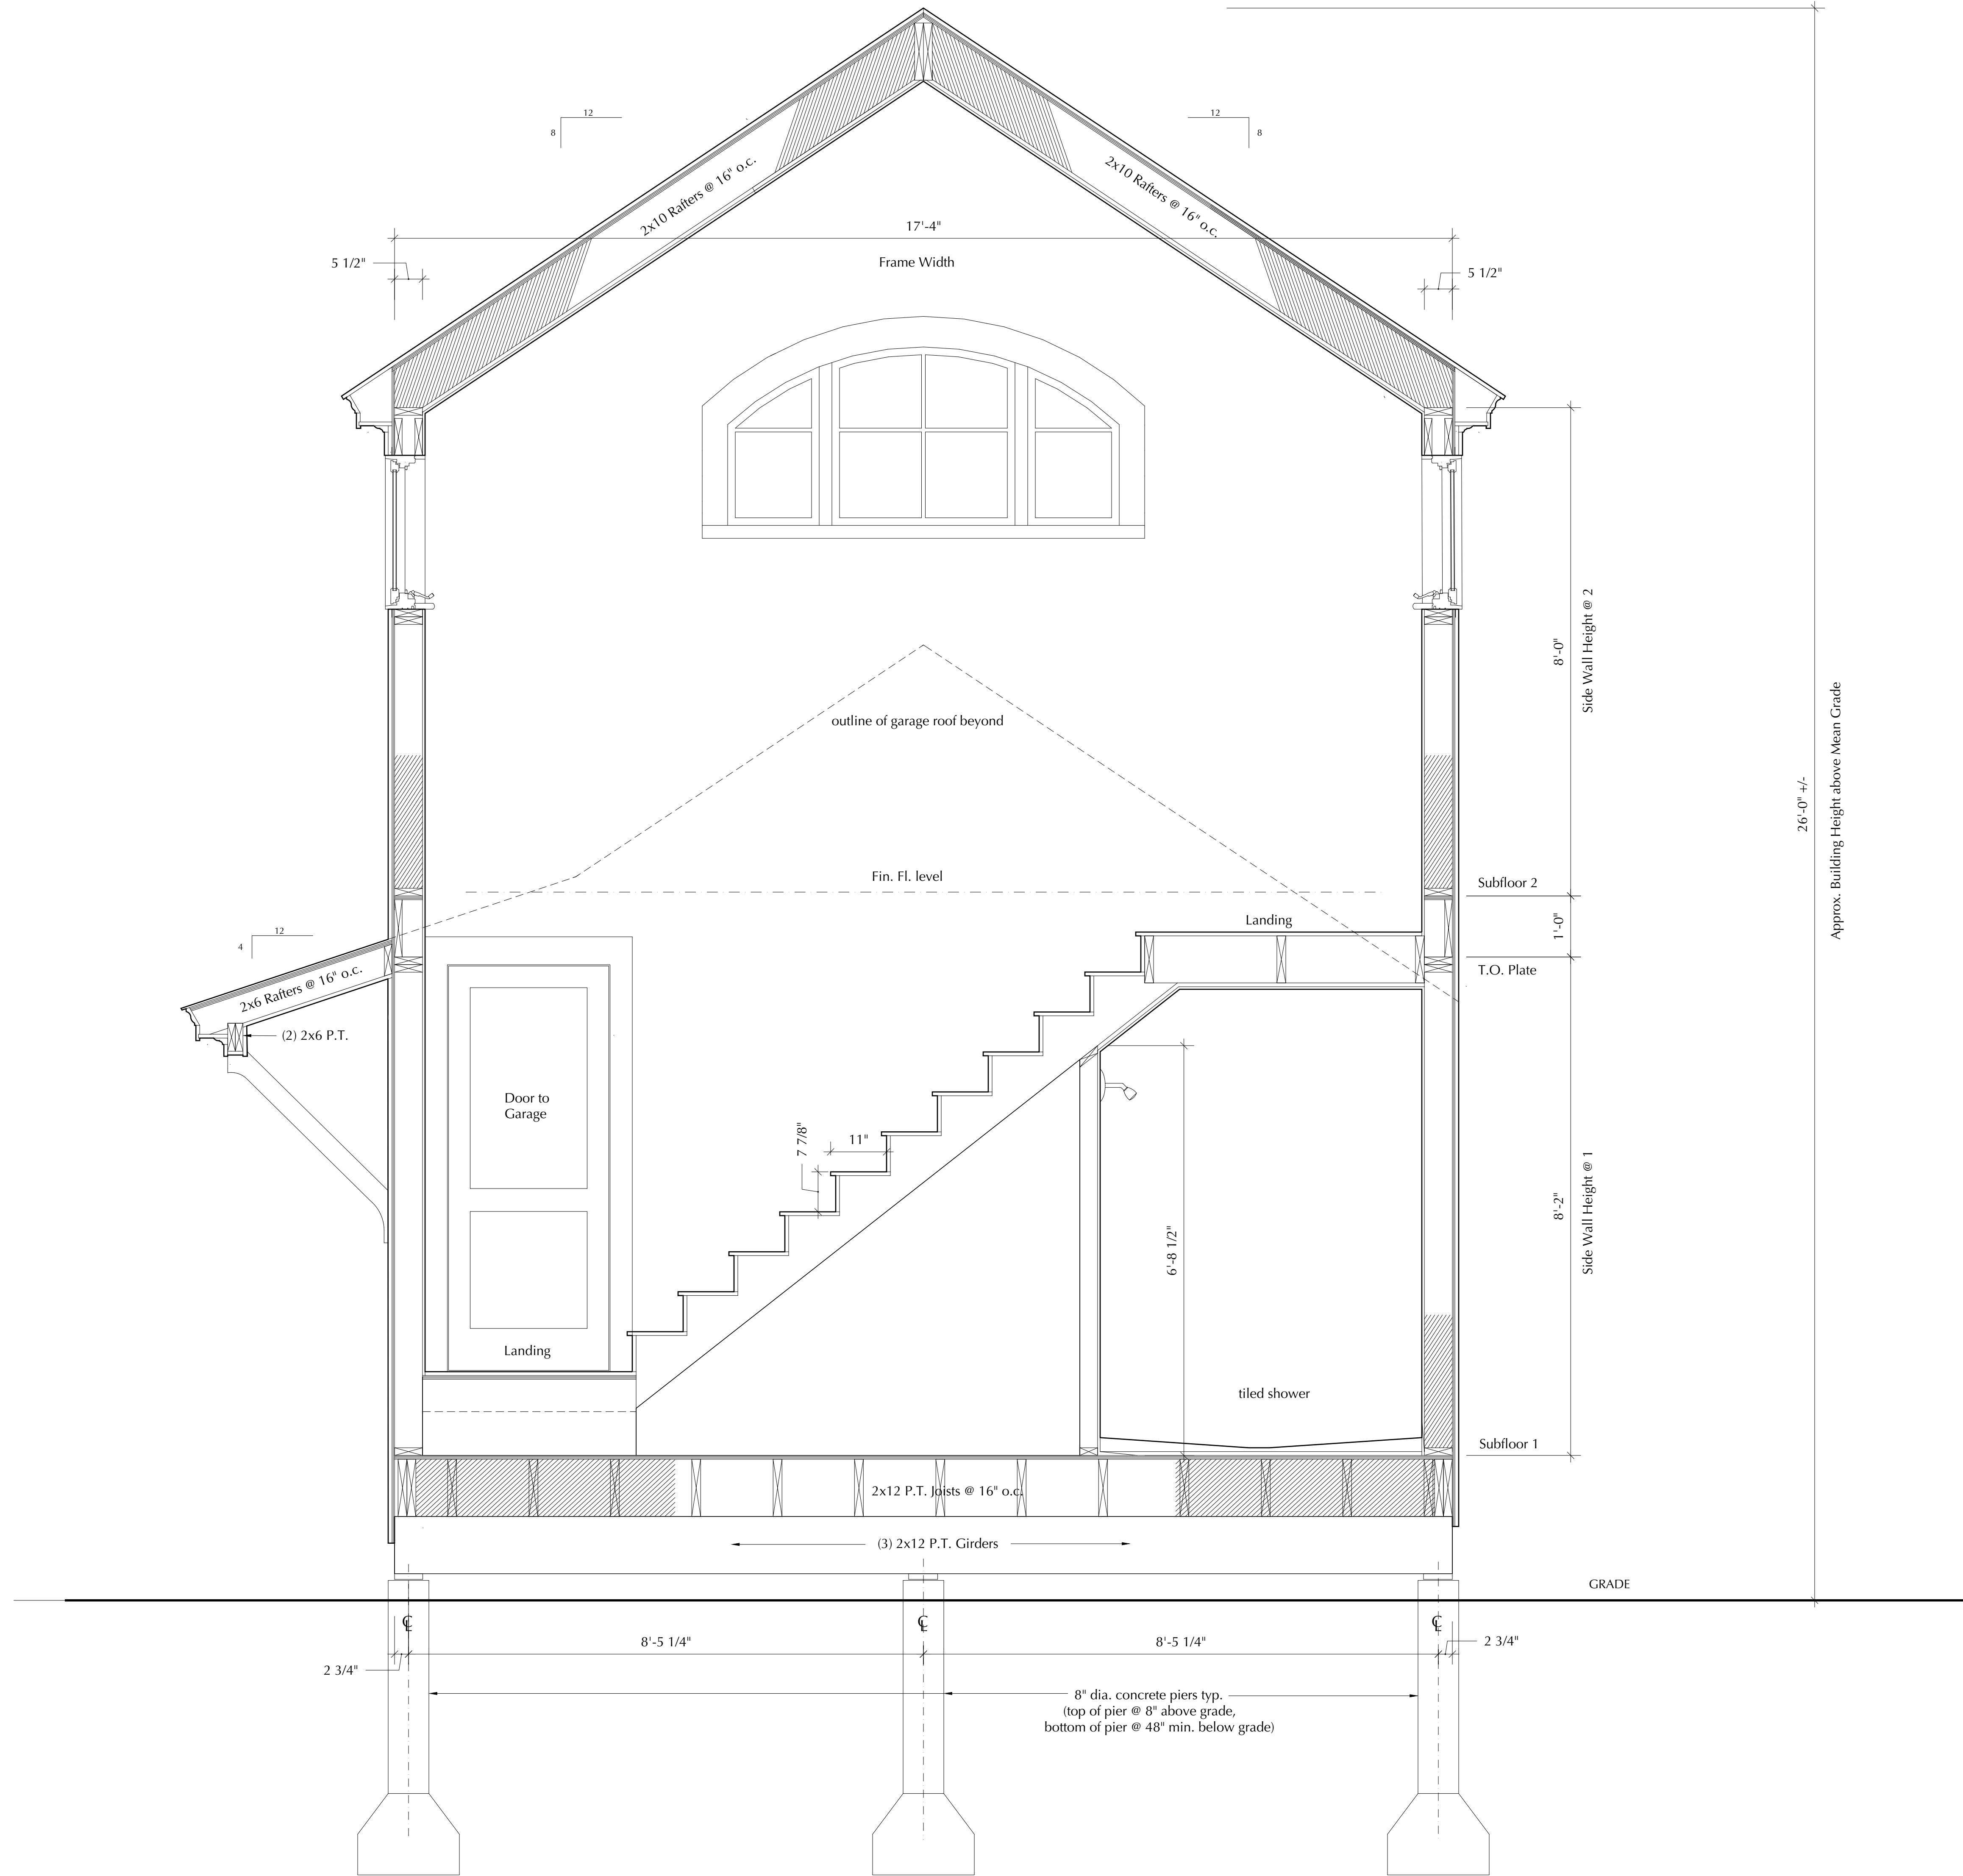 12
8
12
8
2x10 Rafters @ 16" o.c.
2x10 Rafters @ 16" o.c.
17'-4"
Frame Width
5 1/2"
5 1/2"
8'-0"
Side Wall Height @ 2
outline of garage roof beyond
26'-0" +/-
Approx. Building Height above Mean Grade
Fin. Fl. level
Subfloor 2
Landing
1'-0"
12
4
T.O. Plate
2x6 Rafters @ 16" o.c.
(2) 2x6 P.T.
Door to
Garage
7 7/8"
11"
6'-8 1/2"
8'-2"
Side Wall Height @ 1
Landing
tiled shower
Subfloor 1
2x12 P.T. Joists @ 16" o.c.
(3) 2x12 P.T. Girders
GRADE
CL
CL
CL
8'-5 1/4"
8'-5 1/4"
2 3/4"
2 3/4"
8" dia. concrete piers typ.
(top of pier @ 8" above grade,
bottom of pier @ 48" min. below grade)